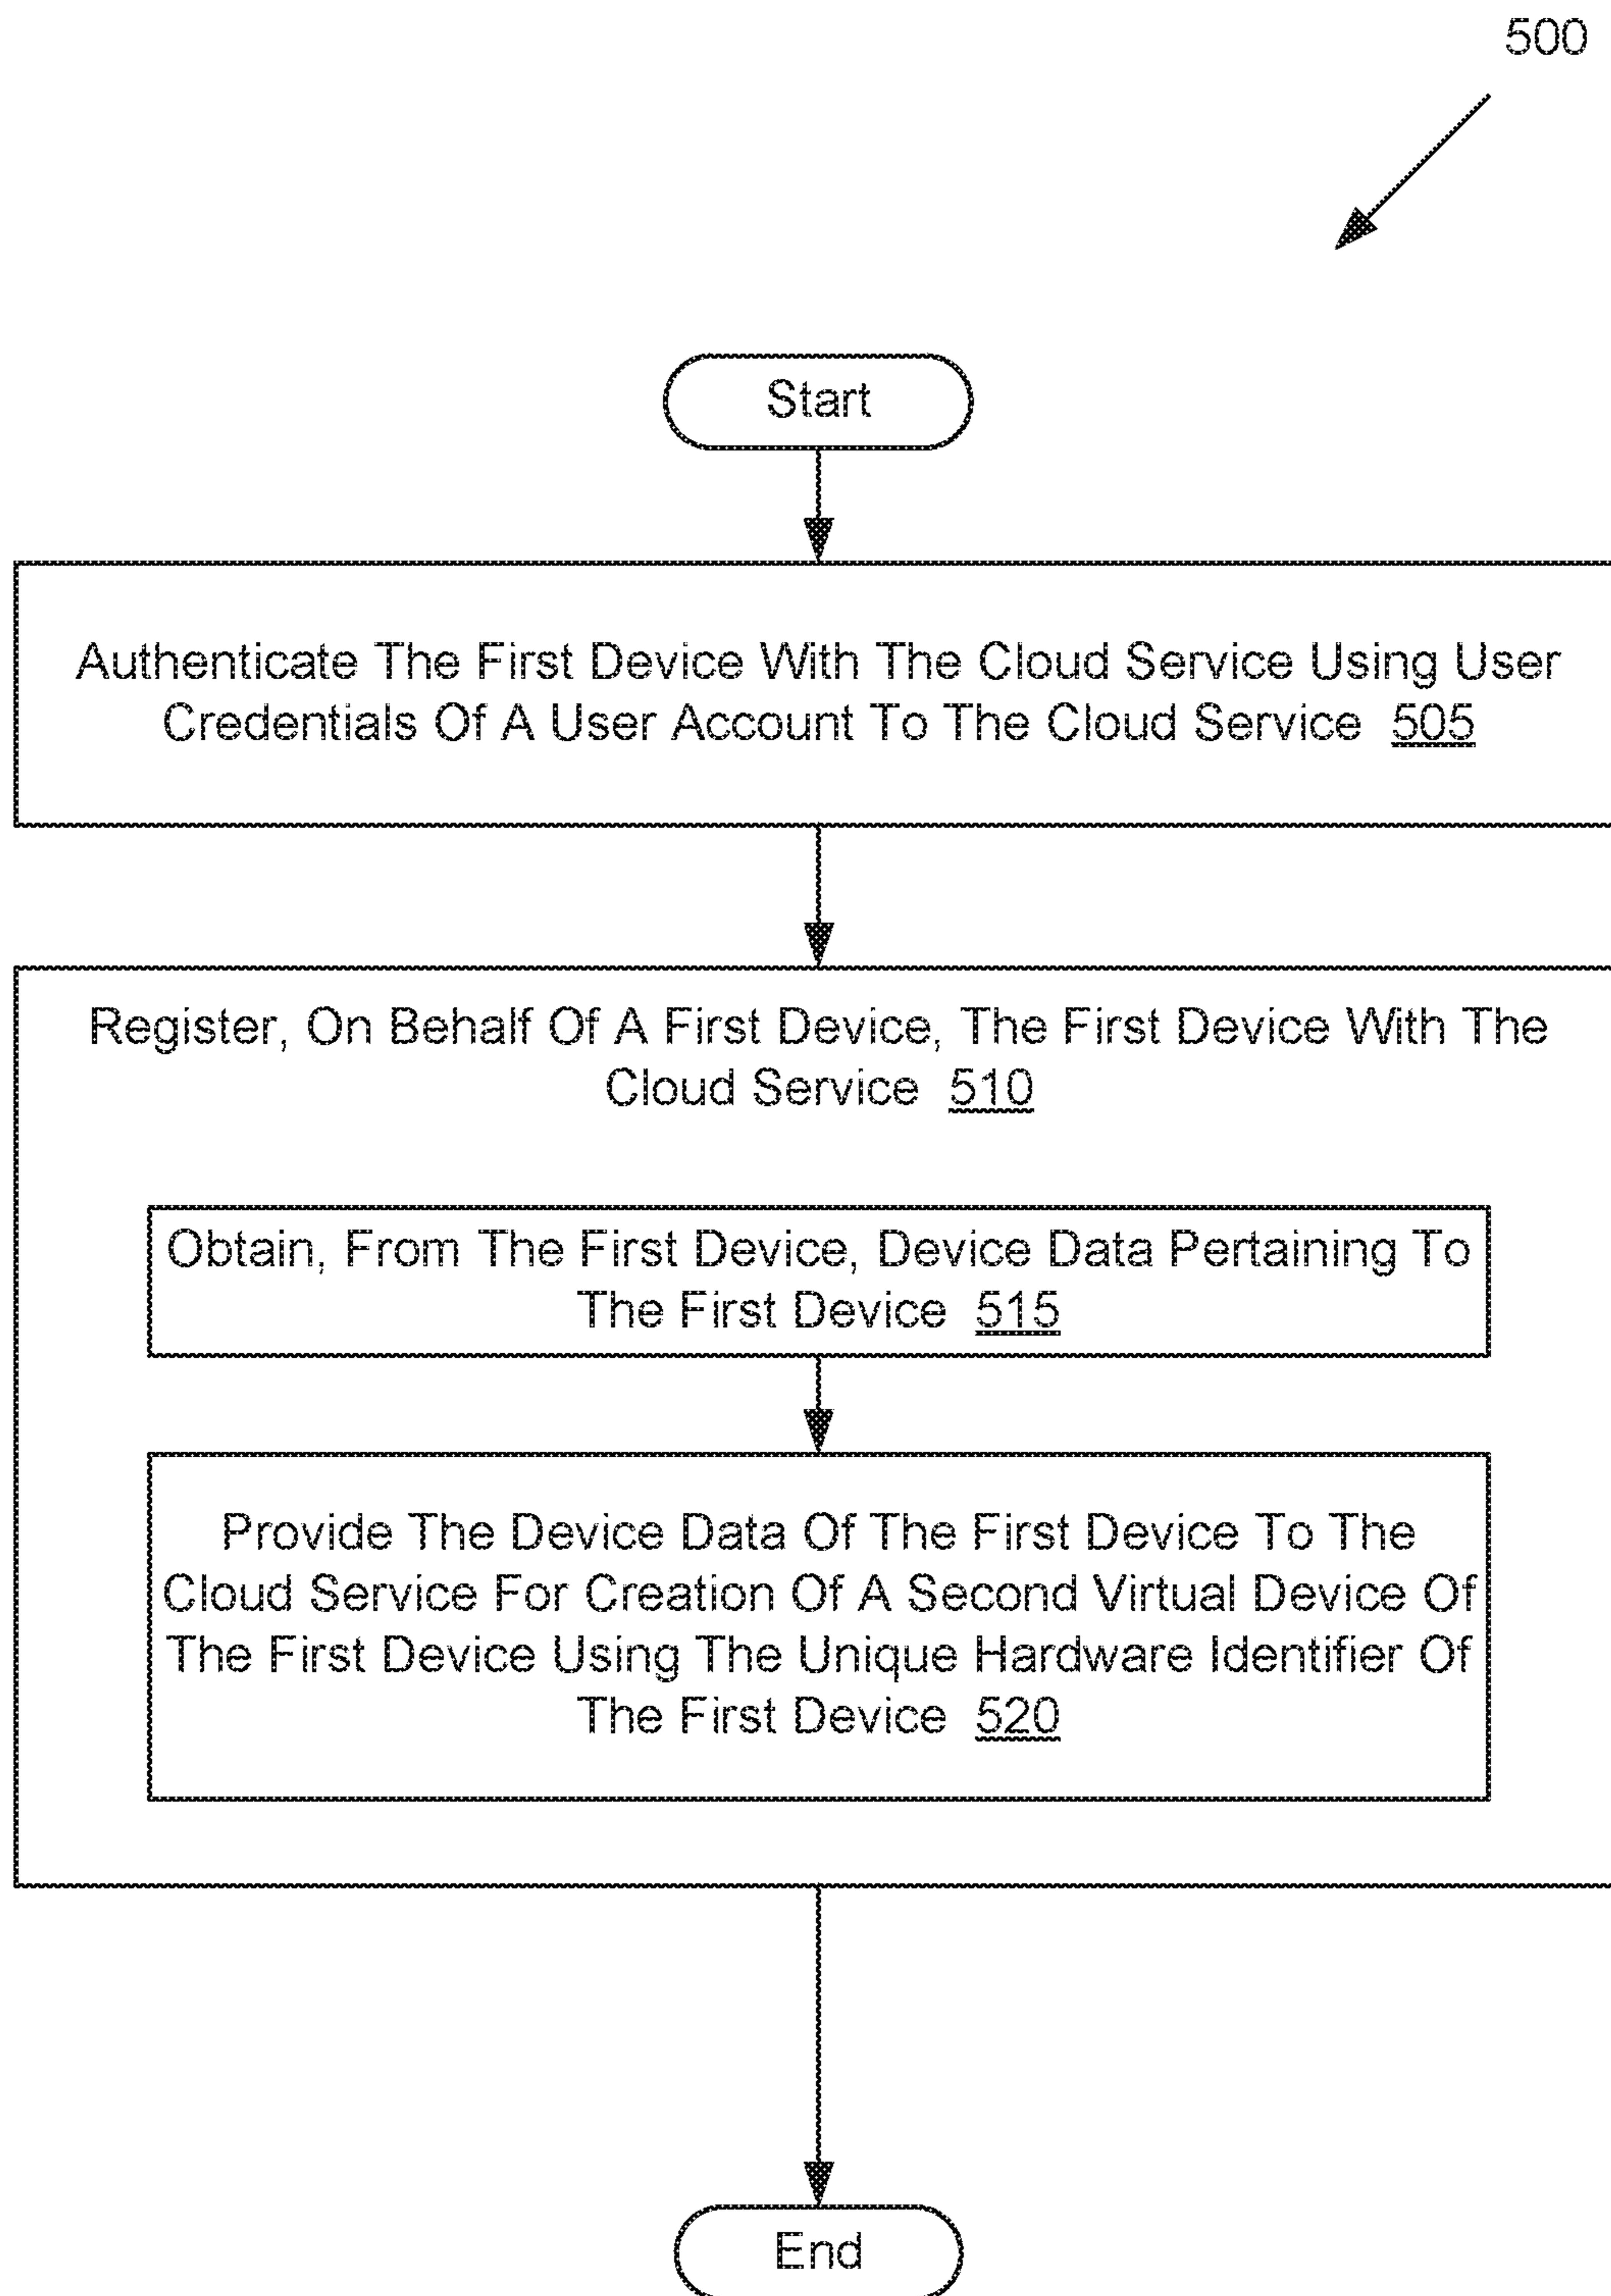 500
Start
Authenticate The First Device With The Cloud Service Using User
Credentials Of A User Account To The Cloud Service 505
Register, On Behalf Of A First Device, The First Device With The
Cloud Service 510
Obtain, From The First Device, Device Data Pertaining To
The First Device 515
Provide The Device Data Of The First Device To The
Cloud Service For Creation Of A Second Virtual Device Of
The First Device Using The Unique Hardware Identifier Of
The First Device 520
End